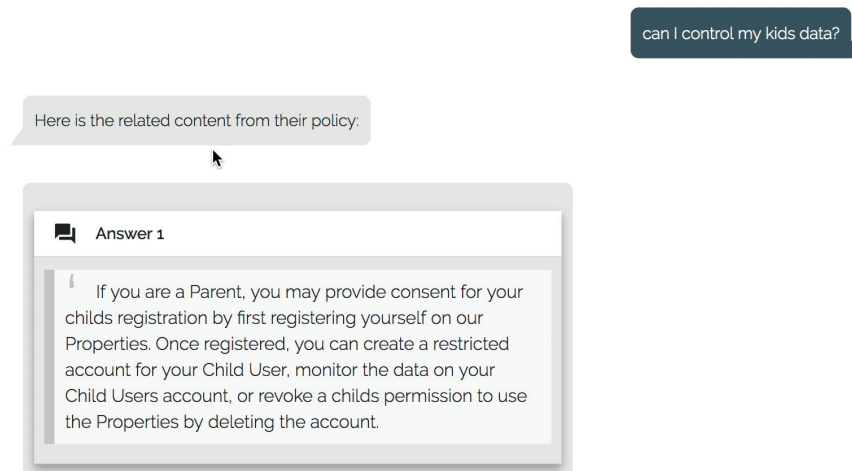 can I control my kids data?
Here is the related content from their policy:
Answer 1
‘ If you are a Parent, you may provide consent for your
childs registration by first registering yourself on our
Properties. Once registered, you can create a restricted
account for your Child User, monitor the data on your
Child Users account, or revoke a childs permission to use
the Properties by deleting the account.